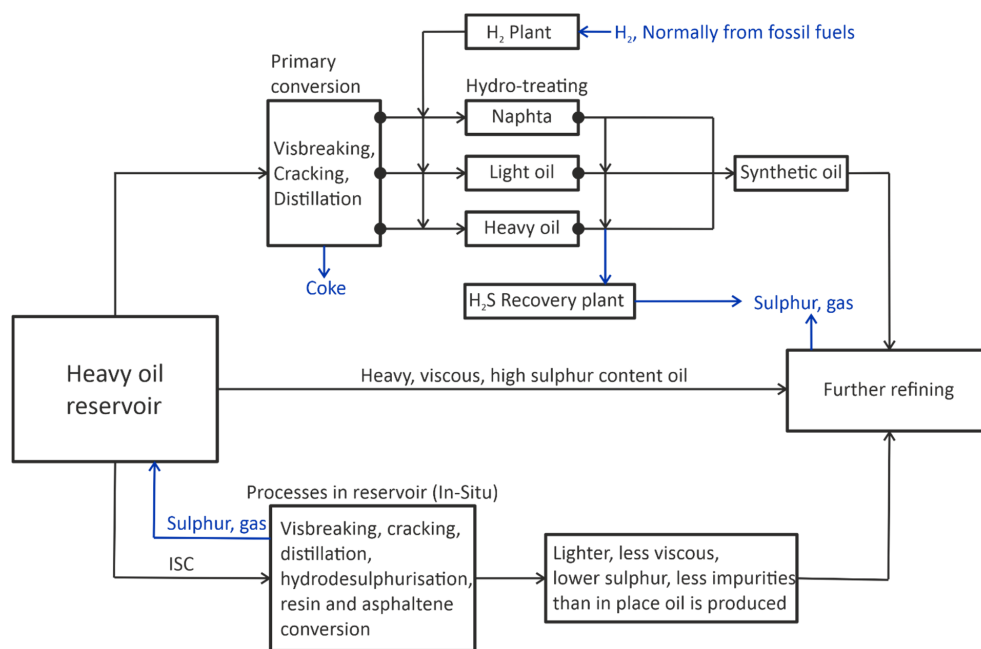 H₂ Plant
H₂, Normally from fossil fuels
Primary
conversion
Hydro-treating
Naphta
Visbreaking,
Cracking,
Distillation
Light oil
Synthetic oil
Heavy oil
Coke
H₂S Recovery plant
Sulphur, gas
Heavy oil
reservoir
Heavy, viscous, high sulphur content oil
Further refining
Processes in reservoir (In-Situ)
Sulphur, gas
Visbreaking, cracking,
distillation,
hydrodesulphurisation,
resin and asphaltene
conversion
ISC
Lighter, less viscous,
lower sulphur, less impurities
than in place oil is produced